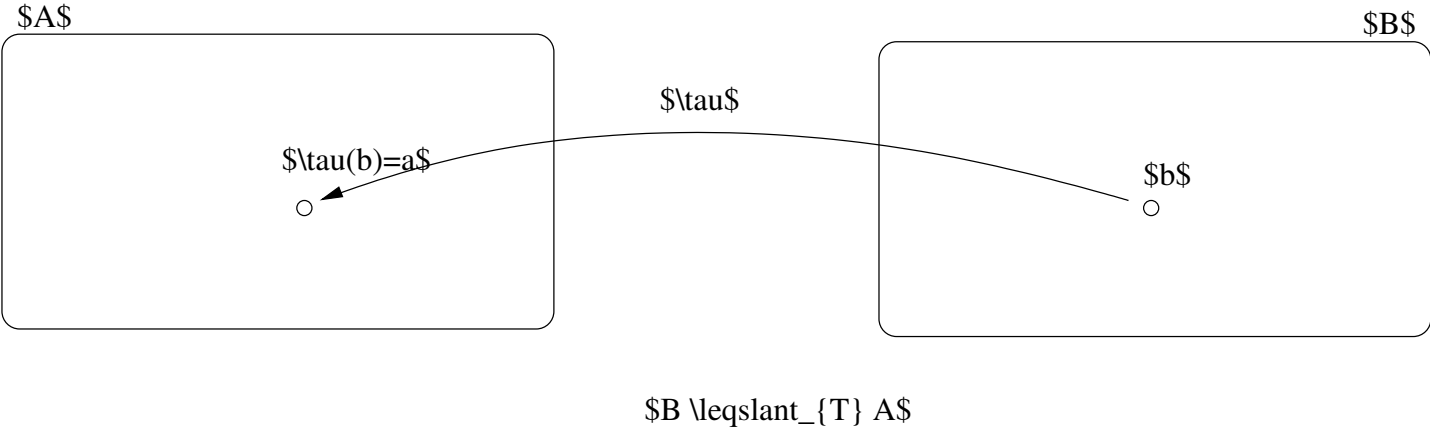 $A$
$B$
$\tau$
$\tau(b)=a$
$b$
$B \leqslant_{T} A$